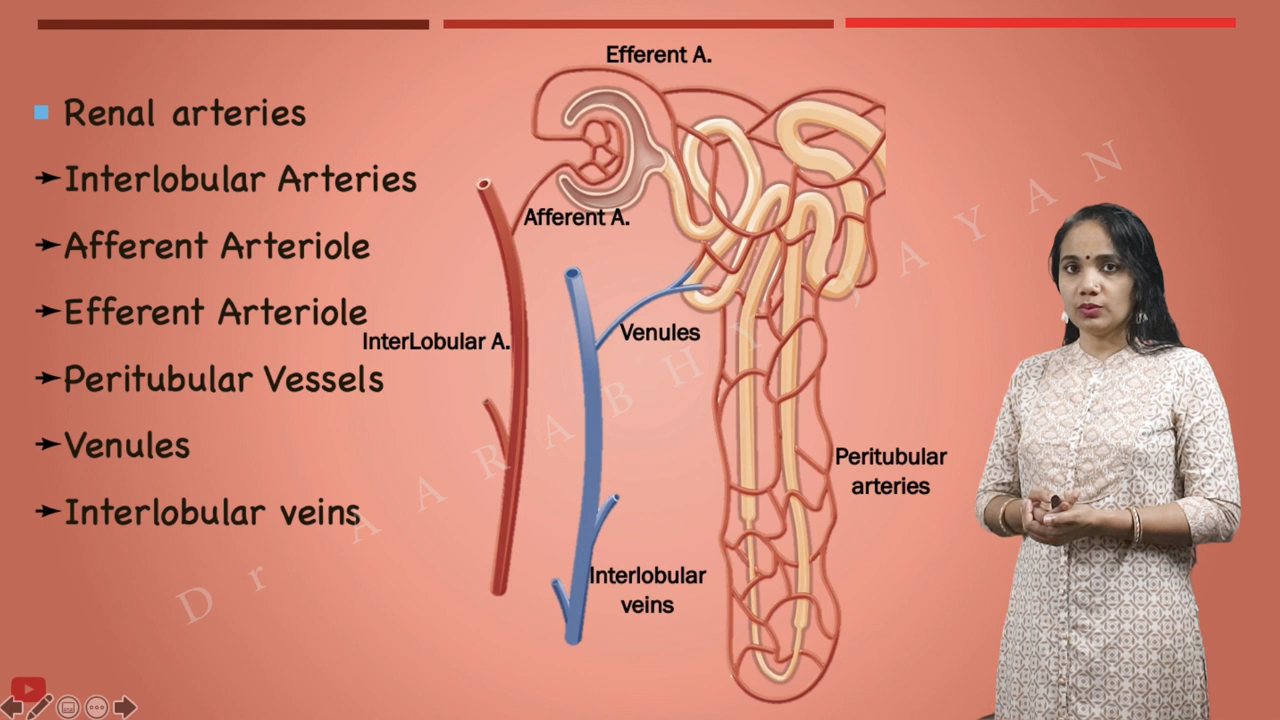 Efferent A.
Renal arteries
Interlobular Arteries
Afferent A.
Afferent Arteriole
Efferent Arteriole
InterLobular A.
Venules
Peritubular Vessels
Venules
Peritubular
arteries
Interlobular veins
Interlobular
veins
Dr AARABHY JAYAN